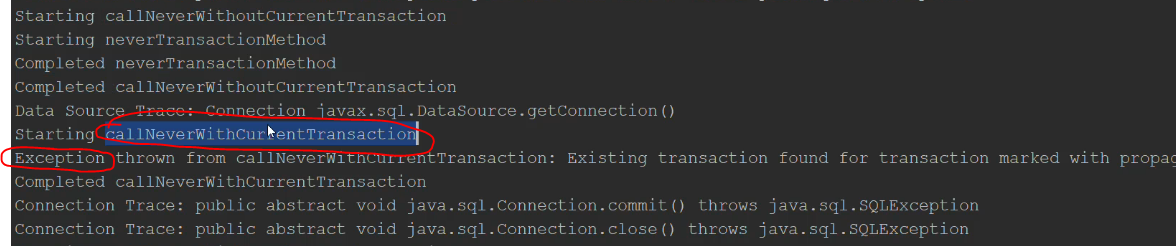 Starting callNeverWithoutCurrentTransaction
Starting neverTransactionMethod
Completed neverTransactionMethod
Completed callNeverWithoutCurrentTransaction
Data Source Trace: Connection javax.sql.DataSource.getConnection()
Starting callNeverWithCurrentTransaction
Exception thrown from callNeverWithCurrentTransaction: Existing transaction found for transaction marked with propag
Completed callNeverWithCurrentTransaction
Connection Trace: public abstract void java.sql.Connection.commit() throws java.sql.SQLException
Connection Trace: public abstract void java.sql.Connection.close() throws java.sql.SQLException